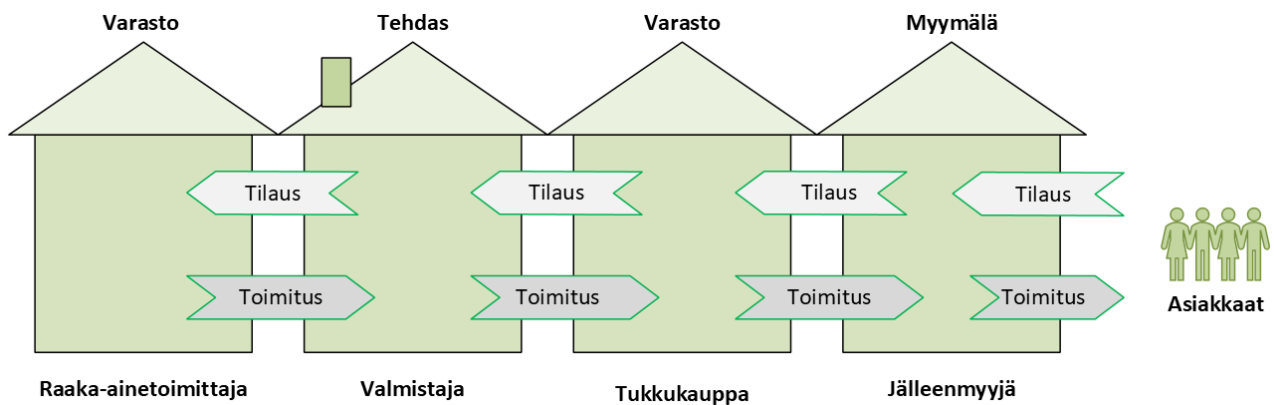 Varasto
Tehdas
Varasto
Myymälä
Tilaus
Tilaus
Tilaus
Tilaus
Toimitus
Toimitus
Toimitus
Toimitus
Asiakkaat
Raaka-ainetoimittaja
Valmistaja
Tukkukauppa
Jälleenmyyjä